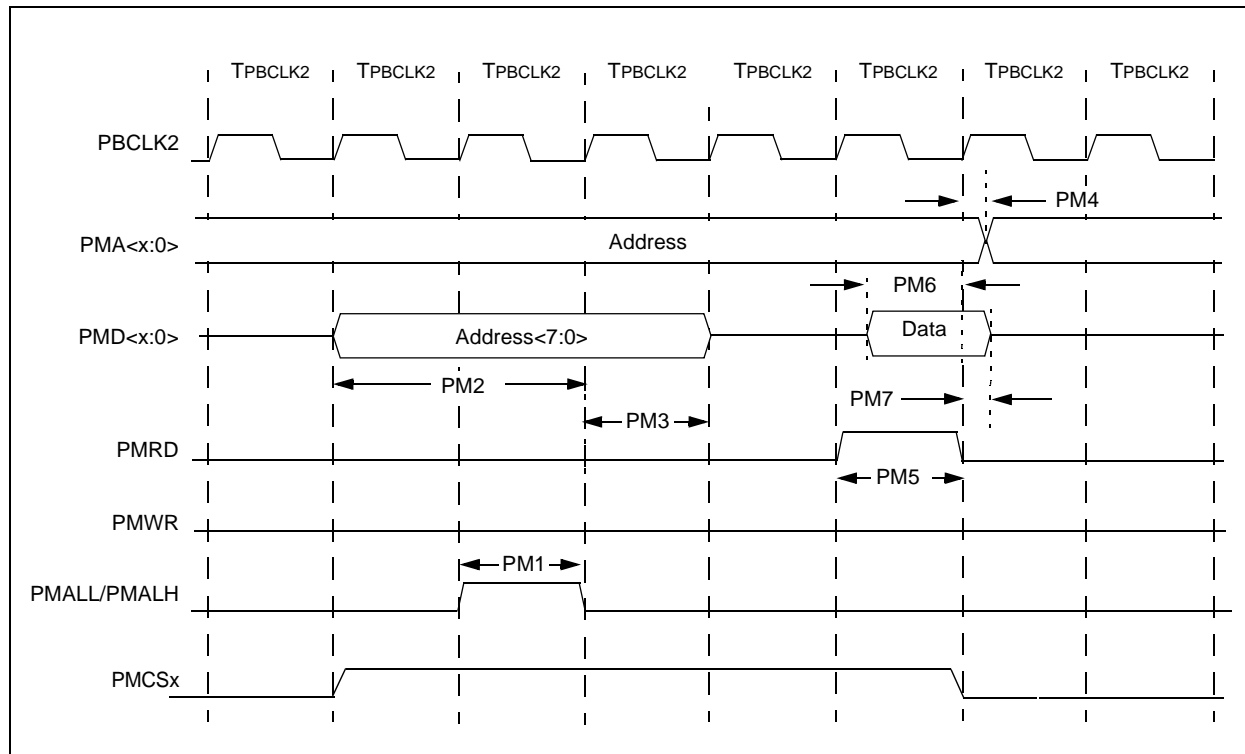 TPBCLK2 TPBCLK2 TPBCLK2 TPBCLK2 TPBCLK2 TPBCLK2 TPBCLK2 TPBCLK2
PBCLK2
PM4
PMA<x:0>
Address
PM6
PMD<x:0>
Address<7:0>
Data
PM2
PM7
PM3
PMRD
PM5
PMWR
PM1
PMALL/PMALH
PMCSx